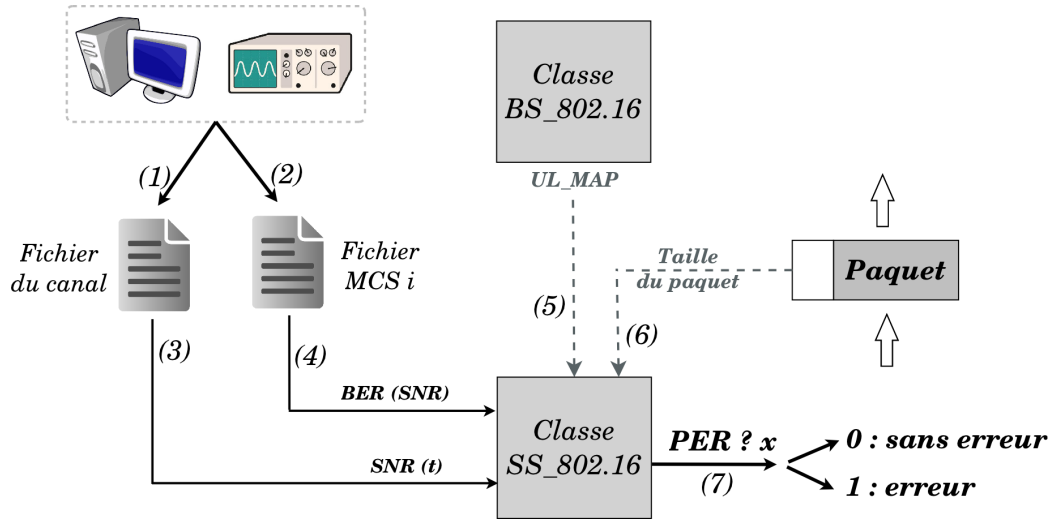 Classe
BS_802.16
UL_MAP
(1)
(2)
Fichier
du canal
Fichier
MCS i
Taille
du paquet
Paquet
(3)
(4)
(5)
(6)
BER (SNR)
SNR (t)
Classe
SS_802.16
PER ? x
(7)
0 : sans erreur
1 : erreur